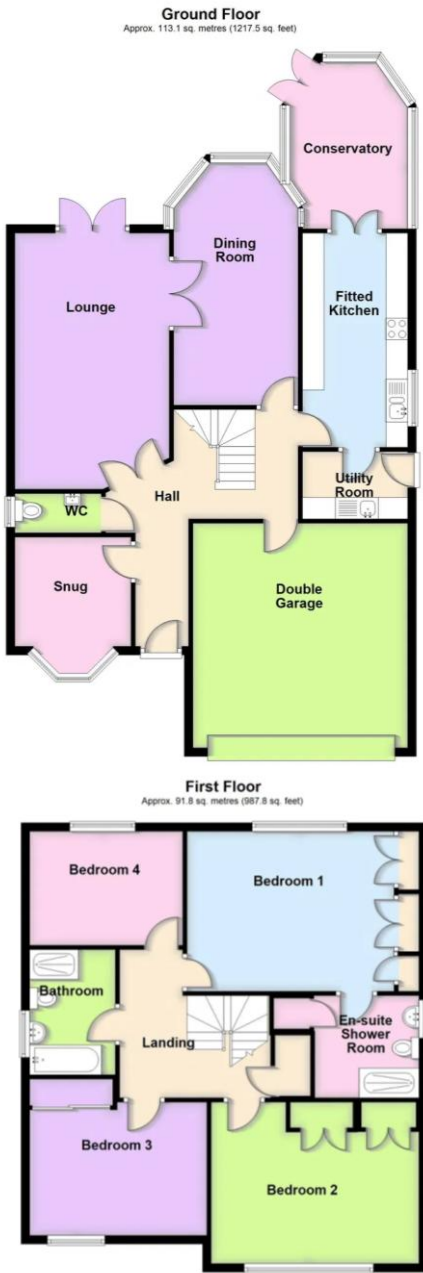 Ground Floor
Approx. 113.1 sq. metres (1217.5 sq. feet)
Conservatory
Dining
Room
Lounge
Fitted
Kitchen
Hall
Utility
Room
WC
Snug
Double
Garage
First Floor
Approx. 91.8 sq. metres (987.8 sq. feet)
Bedroom 4
Bedroom 1
Bathroom
En-suite
Shower
Room
Landing
Bedroom 3
Bedroom 2